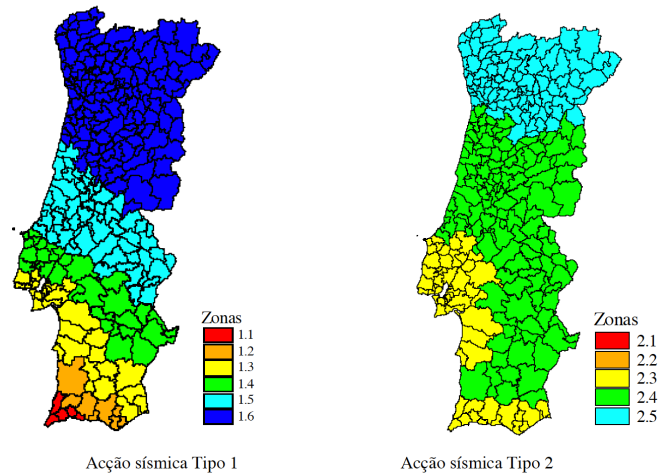 Zonas
1.1
1.2
1.3
1.4
1.5
1.6
Zonas
2.1
2.2
2.3
2.4
2.5
Acção sísmica Tipo 1
Acção sísmica Tipo 2